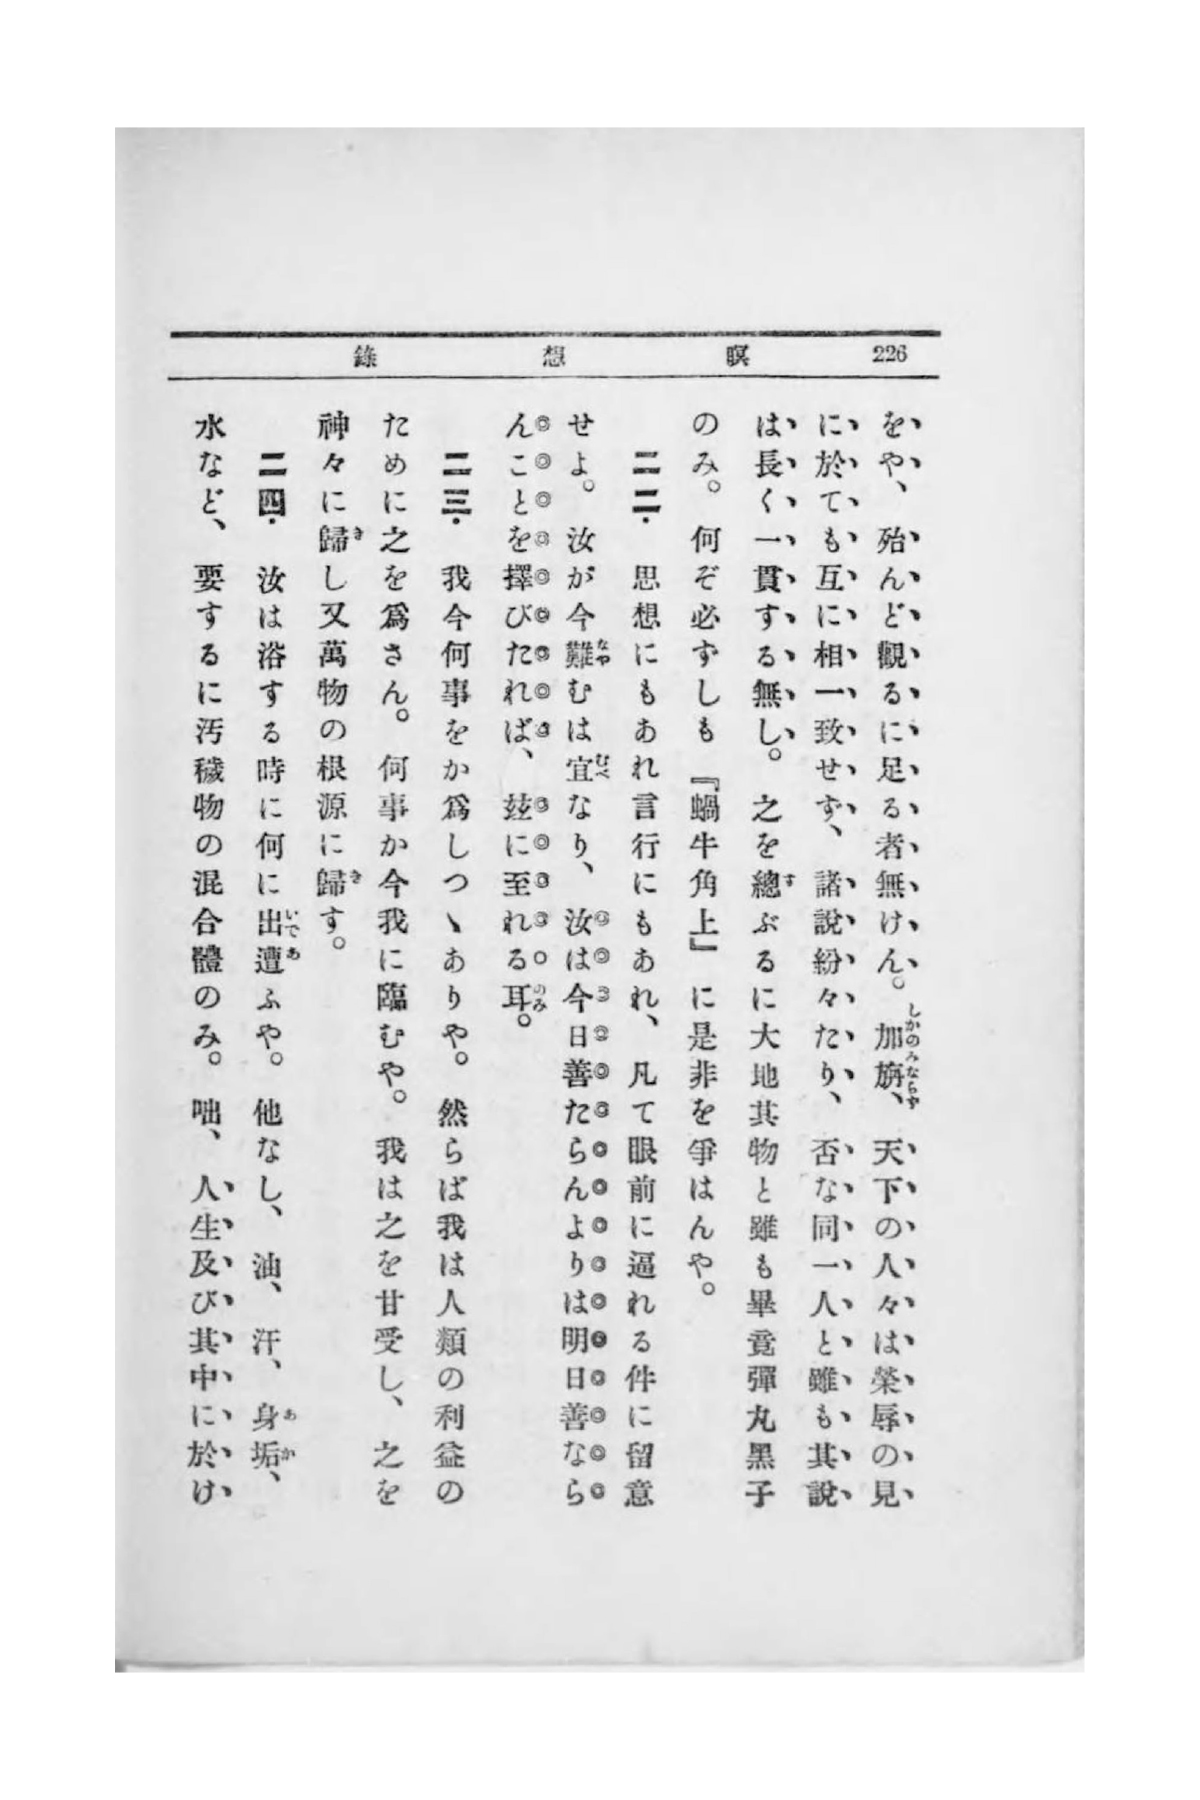 226 瞑想錄
をや、殆んど觀るに足る者無けん。加旃、天下の人々は榮辱の見
に於ても互に相一致せず、諸說紛々たり、否な同一人と雖も其說
は長く一貫する無し。之を總ぶるに大地其物と雖も畢竟彈丸黑子
のみ。何ぞ必ずしも『蝸牛角上』に是非を爭はんや。
二二.思想にもあれ言行にもあれ、凡て眼前に逼れる件に留意
せよ。汝が今難むは宜なり、汝は今日善たらんよりは明日善なら
んことを擇びたれば、玆に至れる耳。
二三.我今何事をか爲しつゝありや。然らば我は人類の利益の
ために之を爲さん。何事か今我に臨むや。我は之を甘受し、之を
神々に歸し又萬物の根源に歸す。
二四.汝は浴する時に何に出遭ふや。他なし、油、汗、身垢、
水など、要するに汚穢物の混合體のみ。咄、人生及び其中に於け